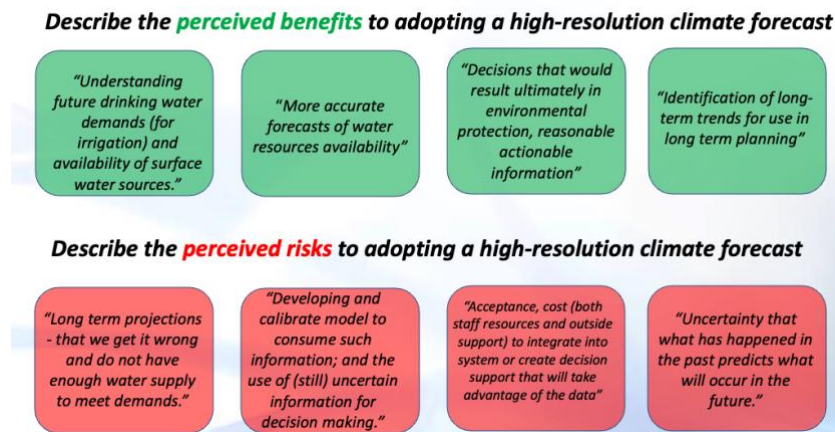 Describe the perceived benefits to adopting a high-resolution climate forecast
“Understanding
future drinking water
demands (for
irrigation) and
availability of surface
water sources.”
“More accurate
forecasts of water
resources availability”
“Decisions that would
result ultimately in
environmental
protection, reasonable
actionable
information”
“Identification of long-
term trends for use in
long term planning”
Describe the perceived risks to adopting a high-resolution climate forecast
“Long term projections
- that we get it wrong
and do not have
enough water supply
to meet demands.”
“Developing and
calibrate model to
consume such
information; and the
use of (still) uncertain
information for
decision making.”
“Acceptance, cost (both
staff resources and outside
support) to integrate into
system or create decision
support that will take
advantage of the data”
“Uncertainty that
what has happened in
the past predicts what
will occur in the
future.”